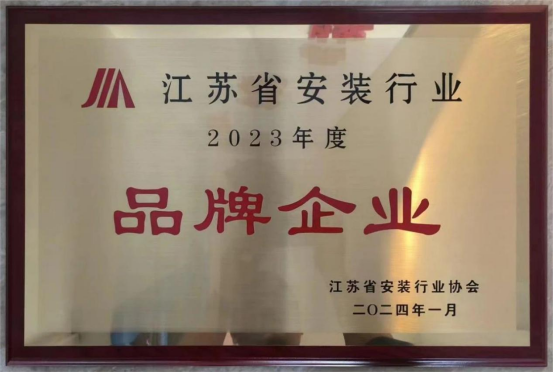 江苏省安装行业
2023年度
品牌企业
江苏省安装行业协会
二〇二四年一月